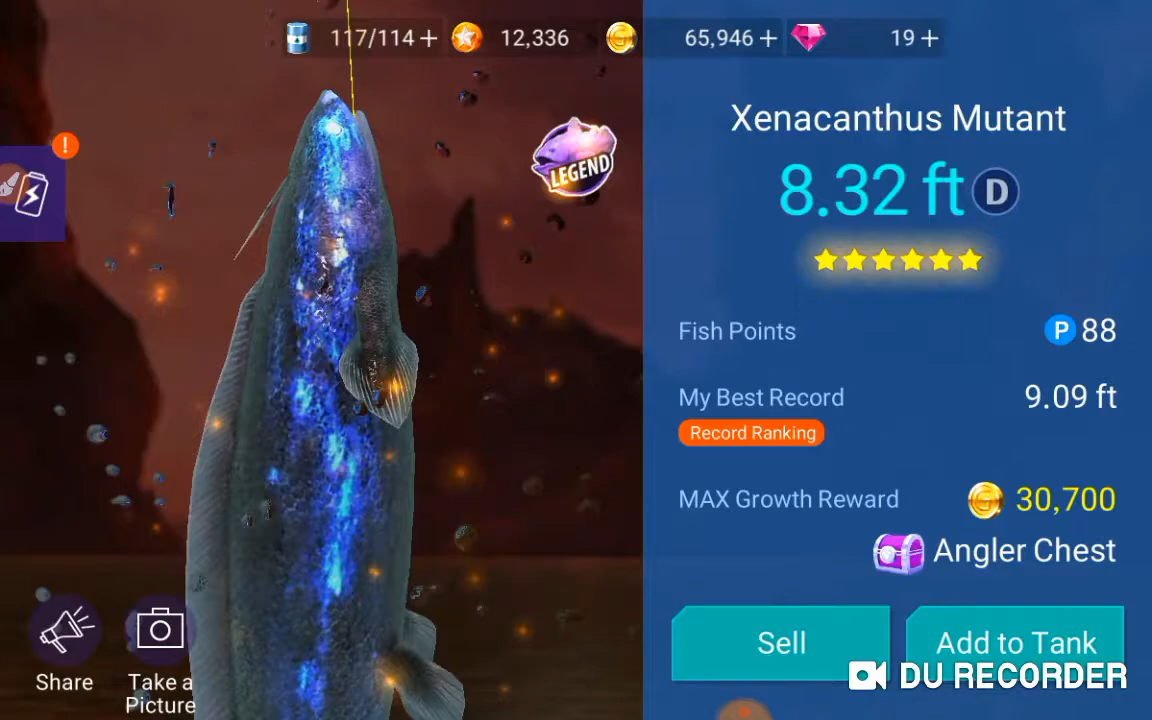 117/114 +
12,336
65,946 +
19 +
!
LEGEND
Xenacanthus Mutant
8.32 ft D
Fish Points
P 88
My Best Record
9.09 ft
Record Ranking
MAX Growth Reward
G 30,700
Angler Chest
Share
Take a
Picture
Sell
Add to Tank
DU RECORDER